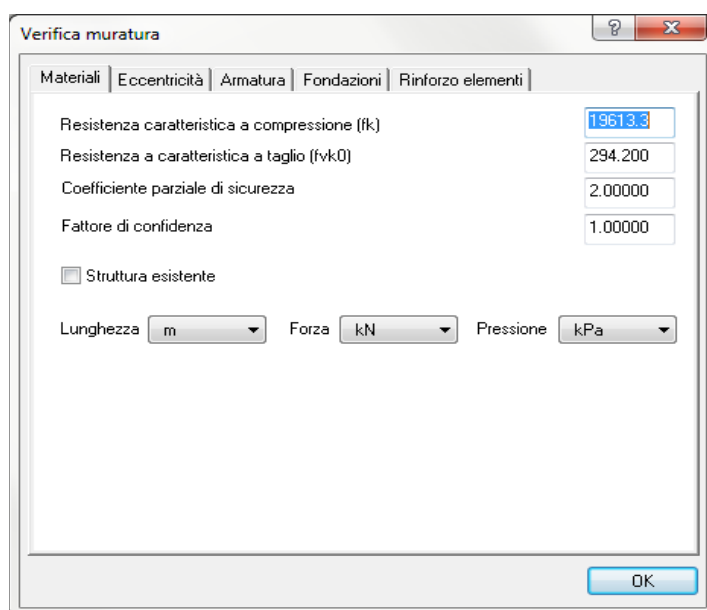 Verifica muratura
Materiali Eccentricità Armatura Fondazioni Rinforzo elementi
Resistenza caratteristica a compressione (fk) 19613.3
Resistenza a caratteristica a taglio (fvk0) 294.200
Coefficiente parziale di sicurezza 2.00000
Fattore di confidenza 1.00000
Struttura esistente
Lunghezza m Forza kN Pressione kPa
OK